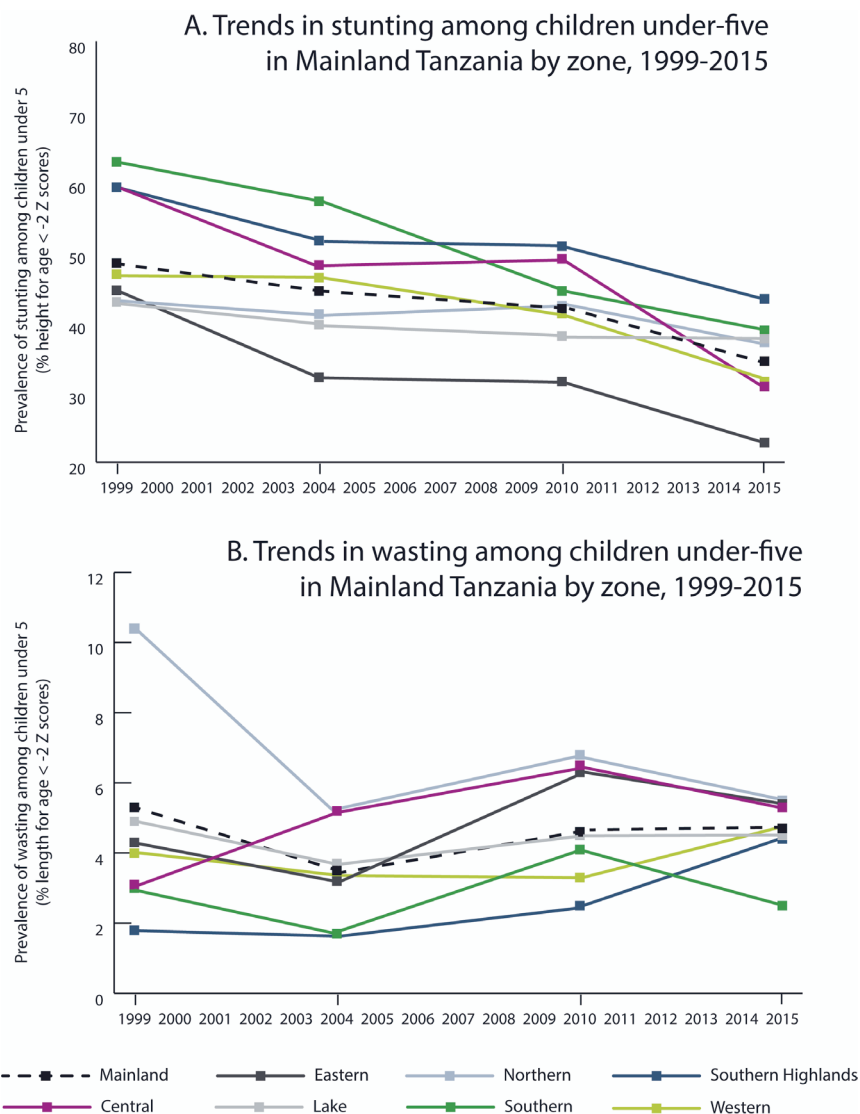 A. Trends in stunting among children under-five
in Mainland Tanzania by zone, 1999-2015
Prevalence of stunting among children under 5
(% height for age < -2 Z scores)
80
70
60
50
40
30
20
1999 2000 2001 2002 2003 2004 2005 2006 2007 2008 2009 2010 2011 2012 2013 2014 2015
B. Trends in wasting among children under-five
in Mainland Tanzania by zone, 1999-2015
Prevalence of wasting among children under 5
(% length for age < -2 Z scores)
12
10
8
6
4
2
0
1999 2000 2001 2002 2003 2004 2005 2006 2007 2008 2009 2010 2011 2012 2013 2014 2015
Mainland Eastern Northern Southern Highlands
Central Lake Southern Western